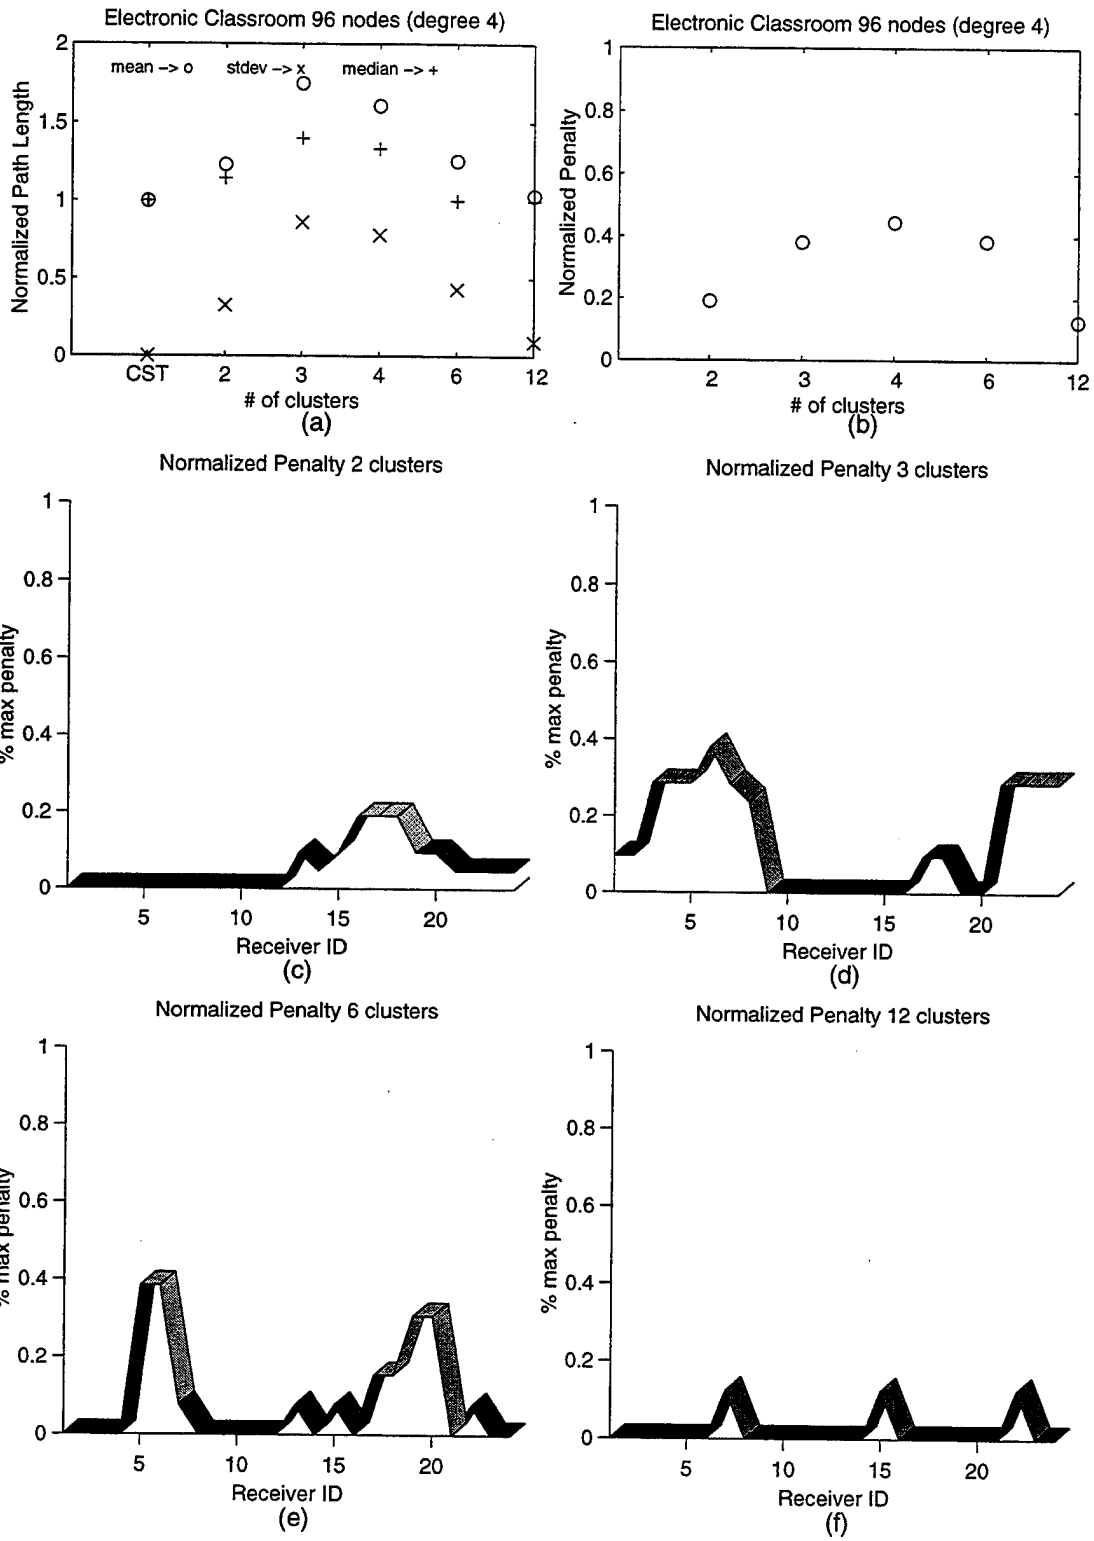 Electronic Classroom 96 nodes (degree 4)
mean -> o stdev -> x median -> +
Normalized Path Length
2
1.5
1
0.5
0
CST 2 3 4 6 12
# of clusters
(a)
Electronic Classroom 96 nodes (degree 4)
Normalized Penalty
1
0.8
0.6
0.4
0.2
0
2 3 4 6 12
# of clusters
(b)
Normalized Penalty 2 clusters
% max penalty
1
0.8
0.6
0.4
0.2
0
5 10 15 20
Receiver ID
(c)
Normalized Penalty 3 clusters
% max penalty
1
0.8
0.6
0.4
0.2
0
5 10 15 20
Receiver ID
(d)
Normalized Penalty 6 clusters
% max penalty
1
0.8
0.6
0.4
0.2
0
5 10 15 20
Receiver ID
(e)
Normalized Penalty 12 clusters
% max penalty
1
0.8
0.6
0.4
0.2
0
5 10 15 20
Receiver ID
(f)